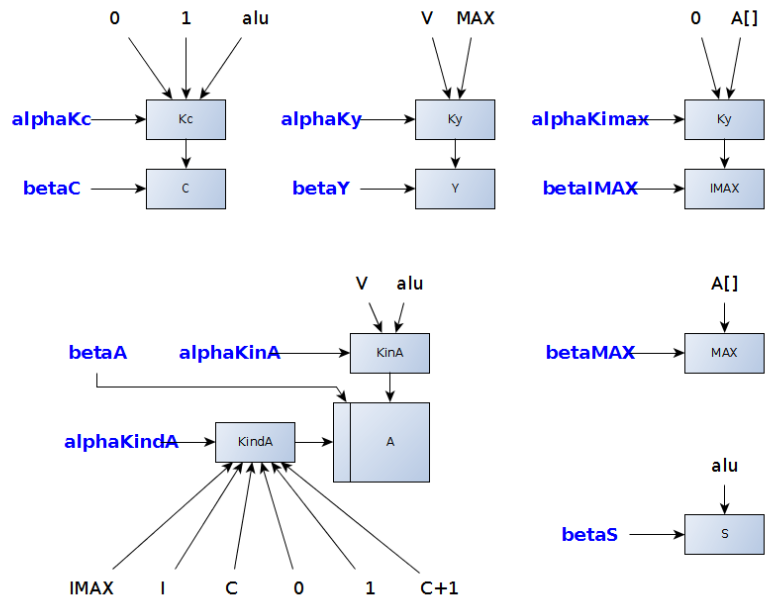 0 1 alu
V MAX
0 A[]
alphaKc Kc
alphaKy Ky
alphaKimax Ky
betaC C
betaY Y
betaIMAX IMAX
V alu
A[]
betaA alphaKinA KinA
betaMAX MAX
alphaKindA KindA A
alu
betaS S
IMAX I C 0 1 C+1